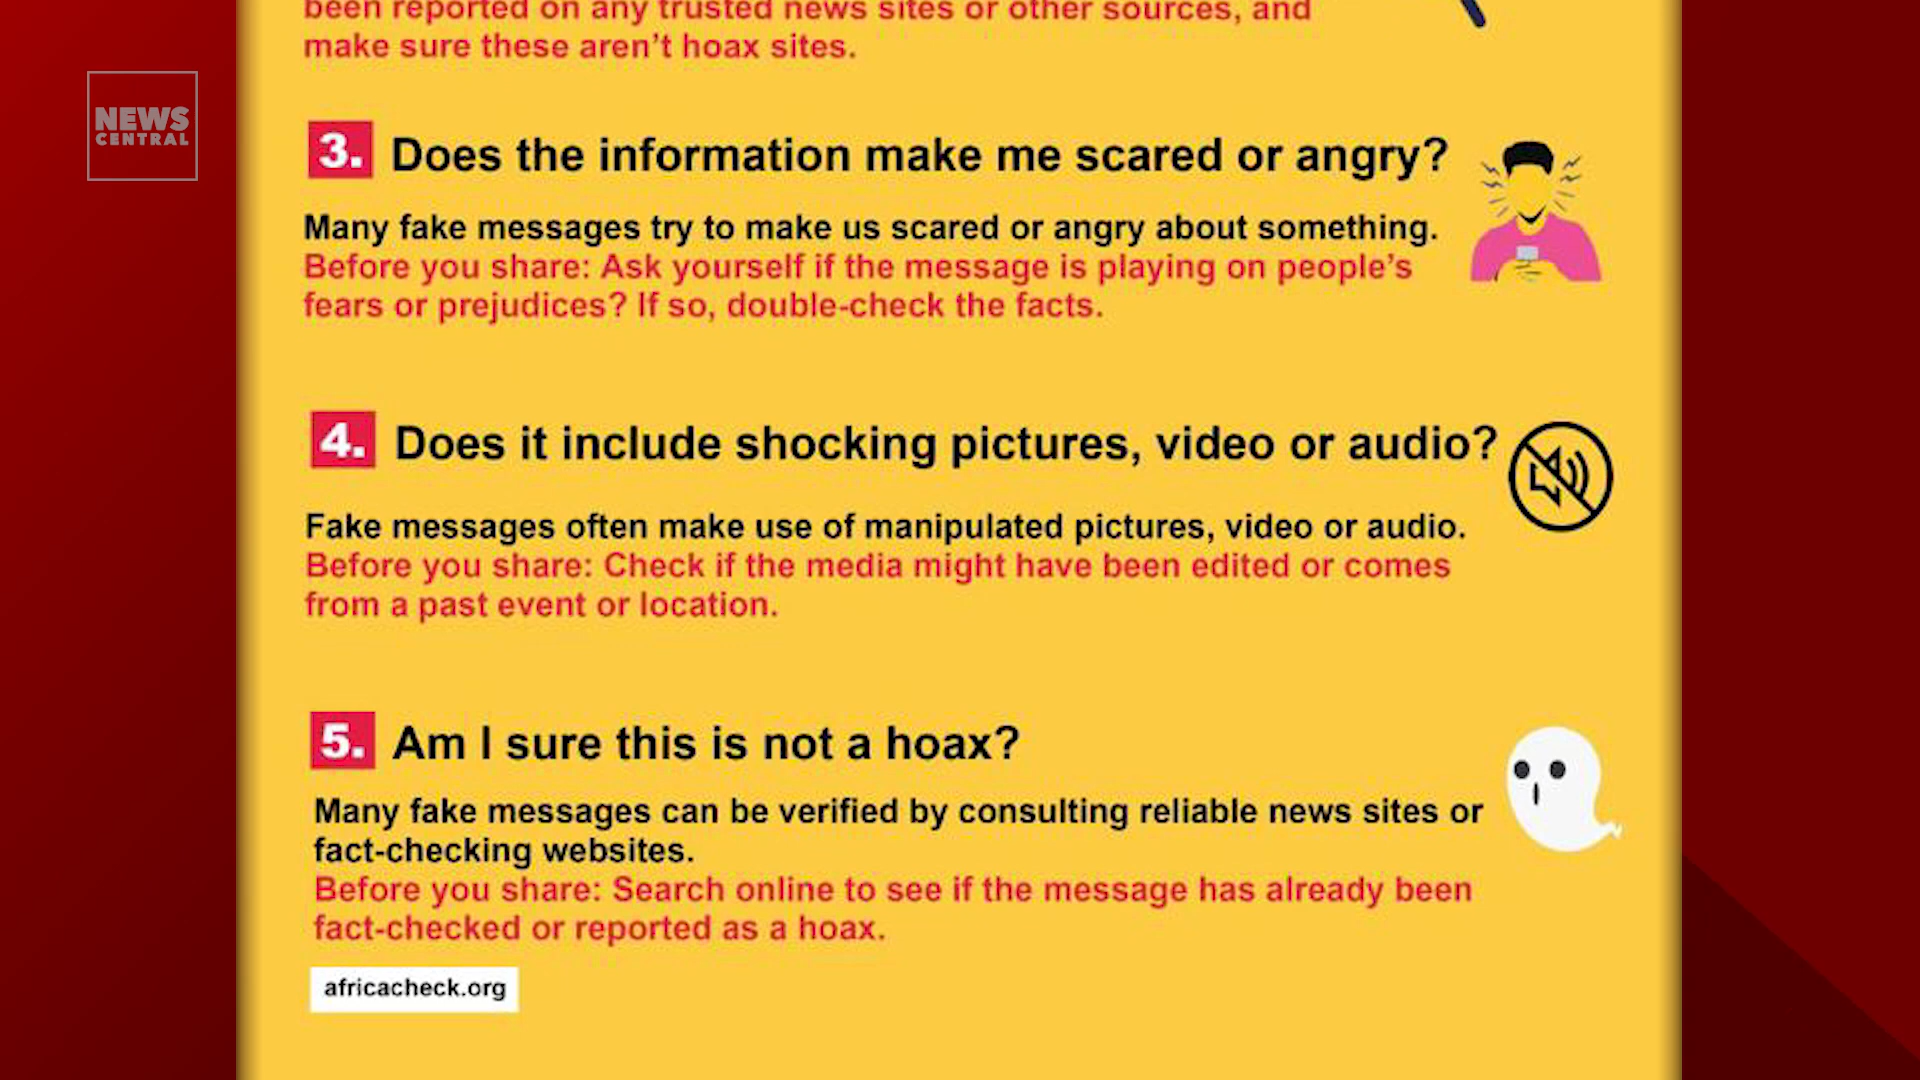 been reported on any trusted news sites or other sources, and
make sure these aren’t hoax sites.
NEWS
CENTRAL
3. Does the information make me scared or angry?
Many fake messages try to make us scared or angry about something.
Before you share: Ask yourself if the message is playing on people’s
fears or prejudices? If so, double-check the facts.
4. Does it include shocking pictures, video or audio?
Fake messages often make use of manipulated pictures, video or audio.
Before you share: Check if the media might have been edited or comes
from a past event or location.
5. Am I sure this is not a hoax?
Many fake messages can be verified by consulting reliable news sites or
fact-checking websites.
Before you share: Search online to see if the message has already been
fact-checked or reported as a hoax.
africacheck.org